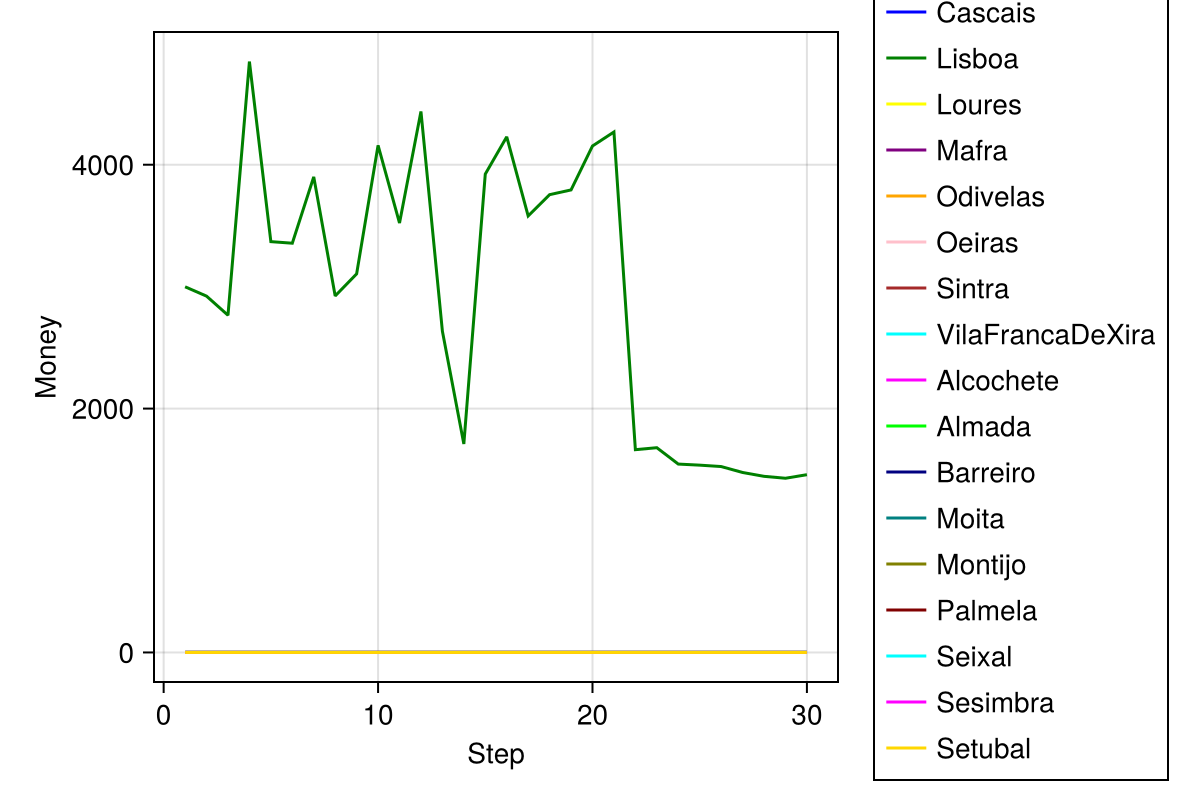 Cascais
Lisboa
Loures
Mafra
Odivelas
Oeiras
Sintra
VilaFrancaDeXira
Alcochete
Almada
Barreiro
Moita
Montijo
Palmela
Seixal
Sesimbra
Setubal
Money
4000
2000
0
0 10 20 30
Step